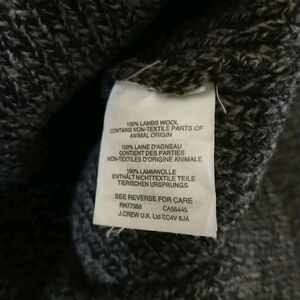 100% LAMBS WOOL
CONTAINS NON-TEXTILE PARTS OF
ANIMAL ORIGIN
100% LAINE D'AGNEAU
CONTIENT DES PARTIES
NON-TEXTILES D'ORIGINE ANIMALE
100% LAMMWOLLE
ENTHÄLT NICHTTEXTILE TEILE
TIERISCHEN URSPRUNGS
SEE REVERSE FOR CARE
RN77388 CA56445
J.CREW U.K. Ltd EC4V 6JA